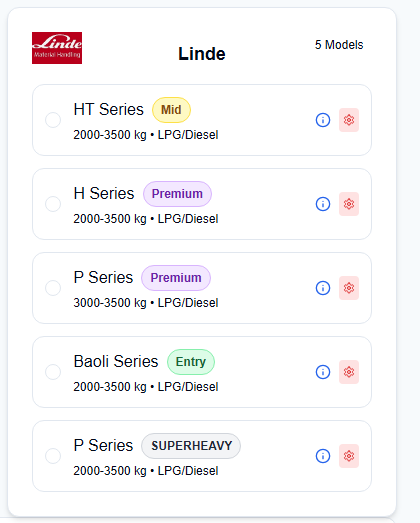 Linde
Material Handling
Linde
5 Models
HT Series Mid
2000-3500 kg • LPG/Diesel
H Series Premium
2000-3500 kg • LPG/Diesel
P Series Premium
3000-3500 kg • LPG/Diesel
Baoli Series Entry
2000-3500 kg • LPG/Diesel
P Series SUPERHEAVY
2000-3500 kg • LPG/Diesel